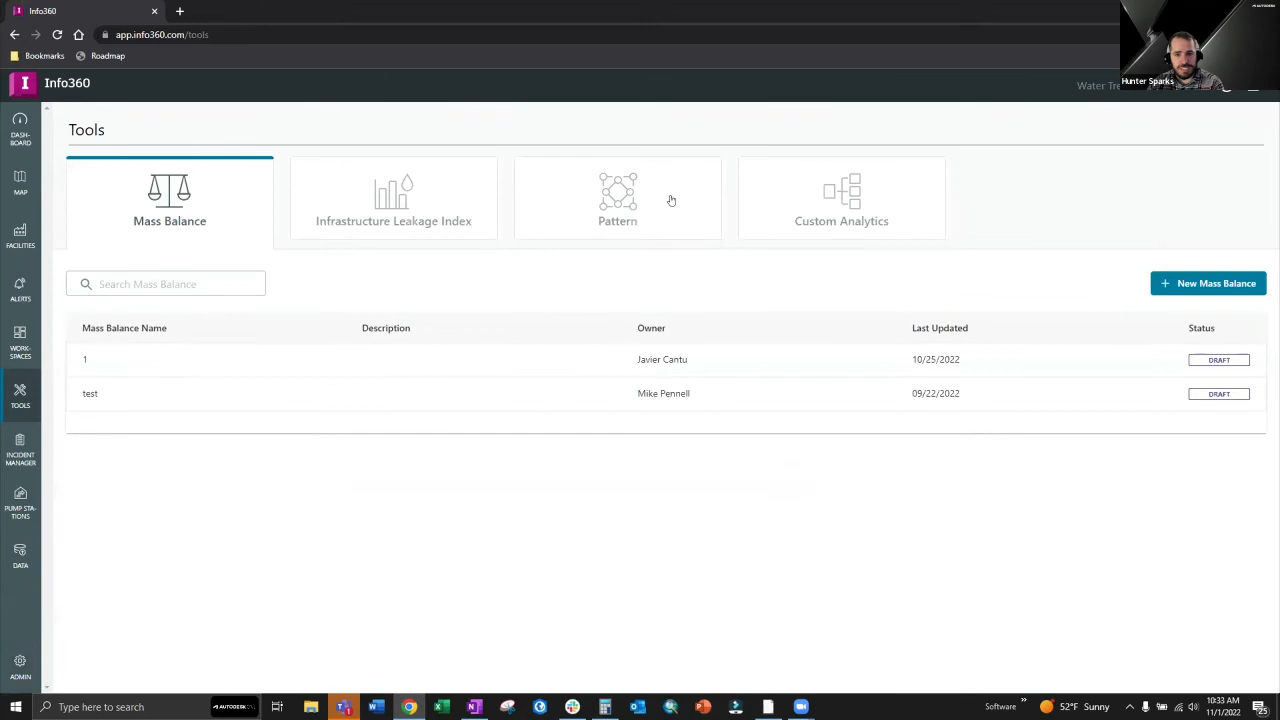 Info360
app.info360.com/tools
Bookmarks
Roadmap
AUTODESK
Hunter Sparks
Info360
Water Tre
DASH-
BOARD
MAP
FACILITIES
ALERTS
WORK-
SPACES
TOOLS
INCIDENT
MANAGER
PUMP STA-
TIONS
DATA
ADMIN
Tools
Mass Balance
Infrastructure Leakage Index
Pattern
Custom Analytics
Search Mass Balance
+ New Mass Balance
Mass Balance Name Description Owner Last Updated Status
1 Javier Cantu 10/25/2022 DRAFT
test Mike Pennell 09/22/2022 DRAFT
Type here to search
AUTODESK
Software
52°F Sunny
10:33 AM
11/1/2022
25